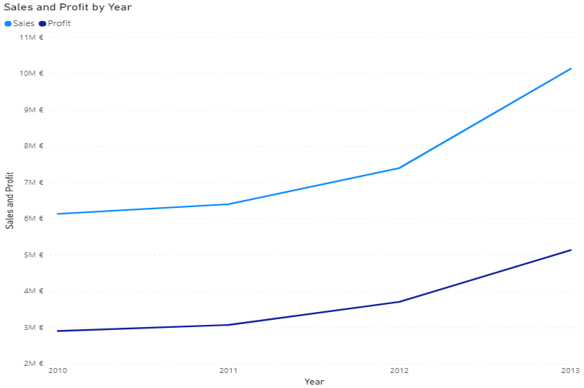 Sales and Profit by Year
Sales Profit
11M €
10M €
9M €
8M €
7M €
6M €
5M €
4M €
3M €
2M €
Sales and Profit
2010 2011 2012 2013
Year